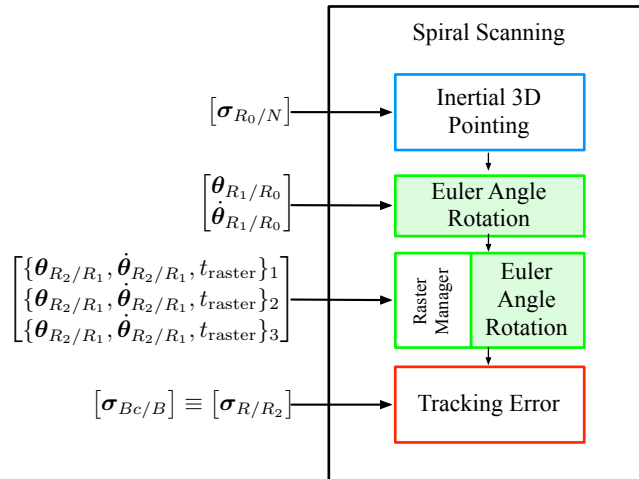 Spiral Scanning
[σ_{R_0/N}]
Inertial 3D
Pointing
[θ_{R_1/R_0}
θ̇_{R_1/R_0}]
Euler Angle
Rotation
[{θ_{R_2/R_1}, θ̇_{R_2/R_1}, t_raster}_1
{θ_{R_2/R_1}, θ̇_{R_2/R_1}, t_raster}_2
{θ_{R_2/R_1}, θ̇_{R_2/R_1}, t_raster}_3]
Raster
Manager
Euler
Angle
Rotation
[σ_{Bc/B}] ≡ [σ_{R/R_2}]
Tracking Error